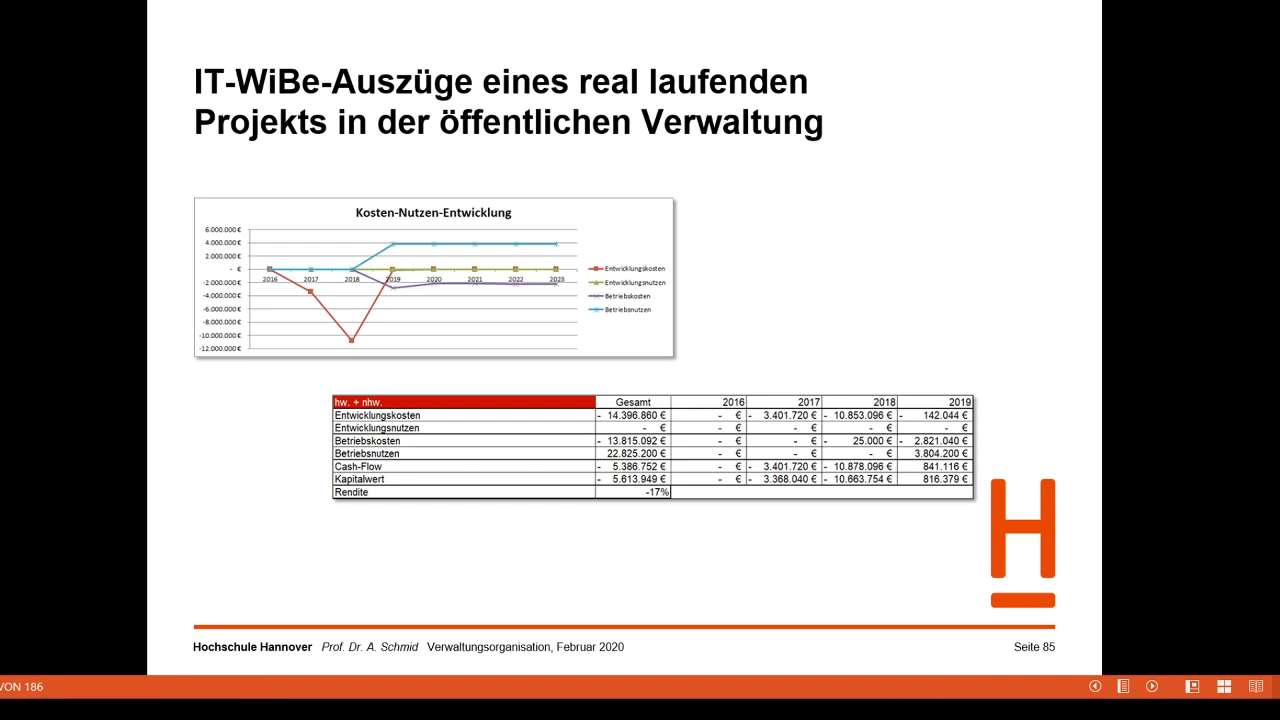 IT-WiBe-Auszüge eines real laufenden
Projekts in der öffentlichen Verwaltung
Kosten-Nutzen-Entwicklung
6.000.000 €
4.000.000 €
2.000.000 €
- €
-2.000.000 €
-4.000.000 €
-6.000.000 €
-8.000.000 €
-10.000.000 €
-12.000.000 €
2016 2017 2018 2019 2020 2021 2022 2023
Entwicklungskosten
Entwicklungsnutzen
Betriebskosten
Betriebsnutzen
hw. + nhw. Gesamt 2016 2017 2018 2019
Entwicklungskosten - 14.396.860 € - € - 3.401.720 € - 10.853.096 € - 142.044 €
Entwicklungsnutzen - € - € - € - € - €
Betriebskosten - 13.815.092 € - € - € - 25.000 € - 2.821.040 €
Betriebsnutzen 22.825.200 € - € - € - € 3.804.200 €
Cash-Flow - 5.386.752 € - € - 3.401.720 € - 10.878.096 € 841.116 €
Kapitalwert - 5.613.949 € - € - 3.368.040 € - 10.663.754 € 816.379 €
Rendite -17%
H
Hochschule Hannover Prof. Dr. A. Schmid Verwaltungsorganisation, Februar 2020 Seite 85
VON 186